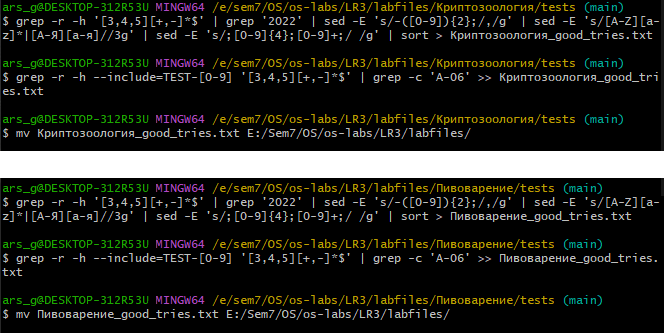 ars_g@DESKTOP-312R53U MINGW64 /e/sem7/OS/os-labs/LR3/labfiles/Криптозоология/tests (main)
$ grep -r -h '[3,4,5][+,-]*$' | grep '2022' | sed -E 's/-([0-9]){2};/,/g' | sed -E 's/[A-Z][a-
z]*|[А-Я][а-я]//3g' | sed -E 's/;[0-9]{4};[0-9]+;/ /g' | sort > Криптозоология_good_tries.txt
ars_g@DESKTOP-312R53U MINGW64 /e/sem7/OS/os-labs/LR3/labfiles/Криптозоология/tests (main)
$ grep -r -h --include=TEST-[0-9] '[3,4,5][+,-]*$' | grep -c 'A-06' >> Криптозоология_good_tri
es.txt
ars_g@DESKTOP-312R53U MINGW64 /e/sem7/OS/os-labs/LR3/labfiles/Криптозоология/tests (main)
$ mv Криптозоология_good_tries.txt E:/Sem7/OS/os-labs/LR3/labfiles/
ars_g@DESKTOP-312R53U MINGW64 /e/sem7/OS/os-labs/LR3/labfiles/Пивоварение/tests (main)
$ grep -r -h '[3,4,5][+,-]*$' | grep '2022' | sed -E 's/-([0-9]){2};/,/g' | sed -E 's/[A-Z][a-
z]*|[А-Я][а-я]//3g' | sed -E 's/;[0-9]{4};[0-9]+;/ /g' | sort > Пивоварение_good_tries.txt
ars_g@DESKTOP-312R53U MINGW64 /e/sem7/OS/os-labs/LR3/labfiles/Пивоварение/tests (main)
$ grep -r -h --include=TEST-[0-9] '[3,4,5][+,-]*$' | grep -c 'A-06' >> Пивоварение_good_tries.
txt
ars_g@DESKTOP-312R53U MINGW64 /e/sem7/OS/os-labs/LR3/labfiles/Пивоварение/tests (main)
$ mv Пивоварение_good_tries.txt E:/Sem7/OS/os-labs/LR3/labfiles/